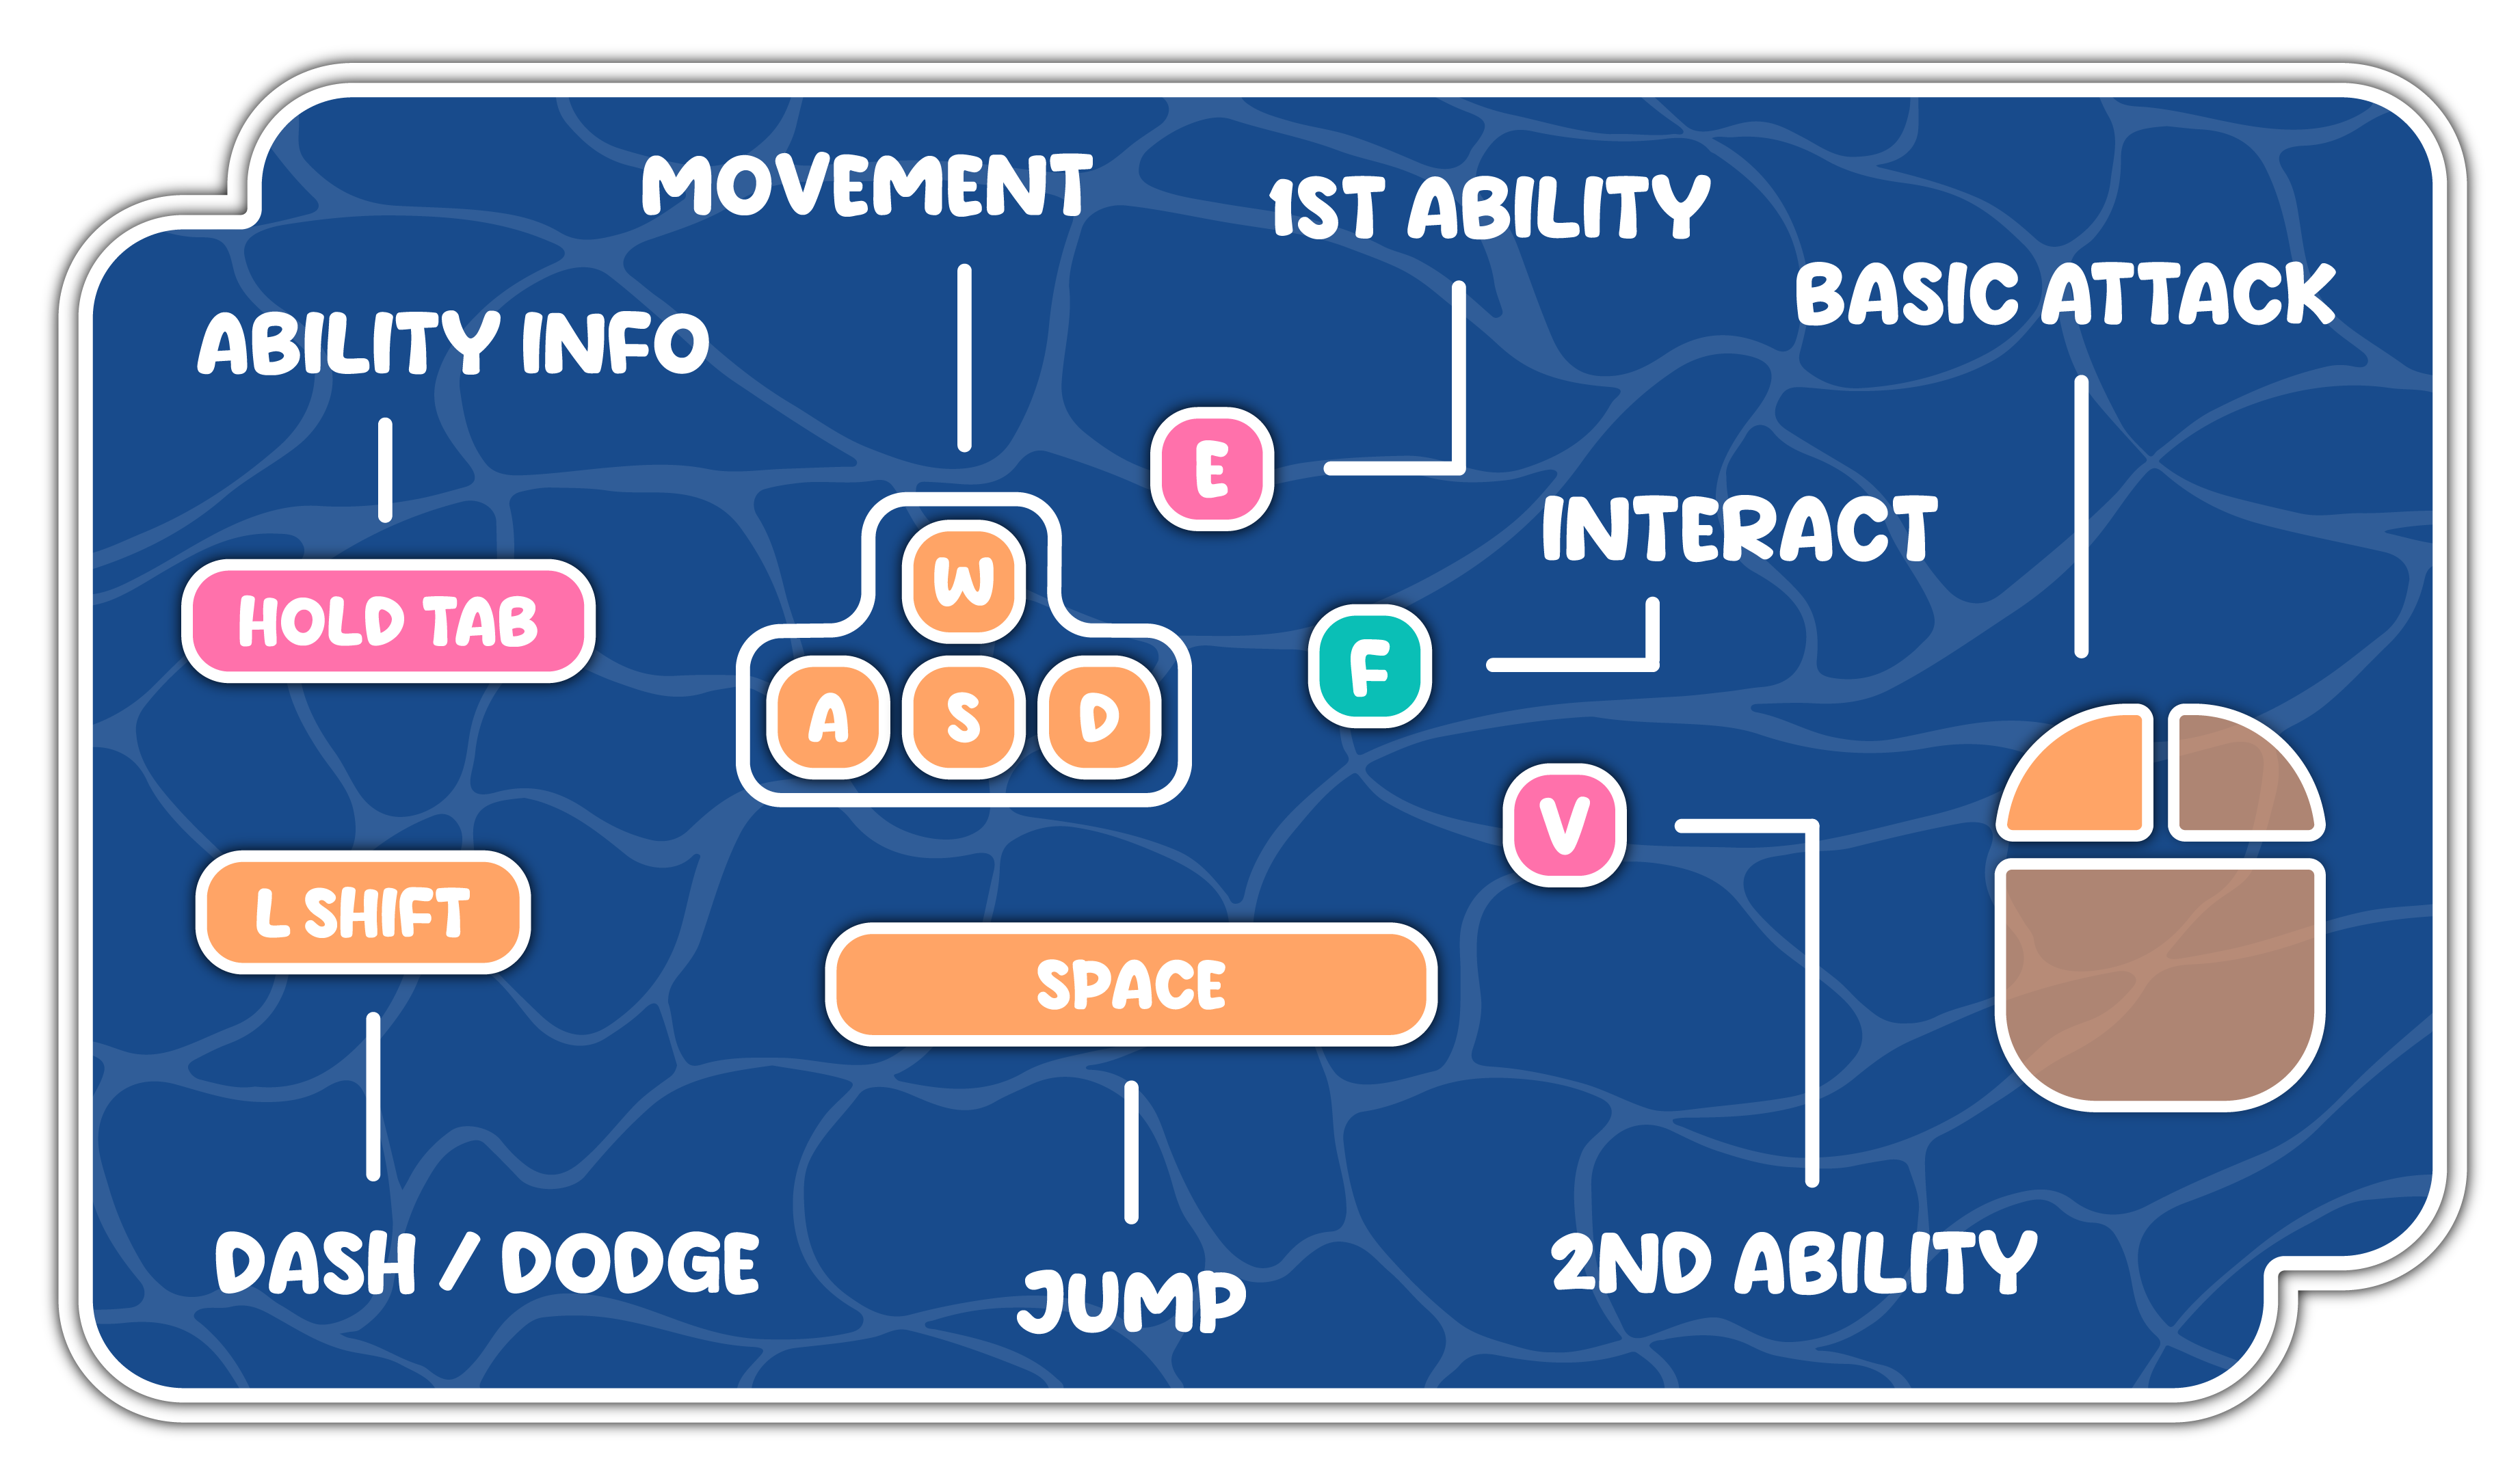 MOVEMENT
1ST ABILITY
BASIC ATTACK
ABILITY INFO
E
INTERACT
W
HOLD TAB
F
A S D
V
L SHIFT
SPACE
DASH / DODGE
JUMP
2ND ABILITY